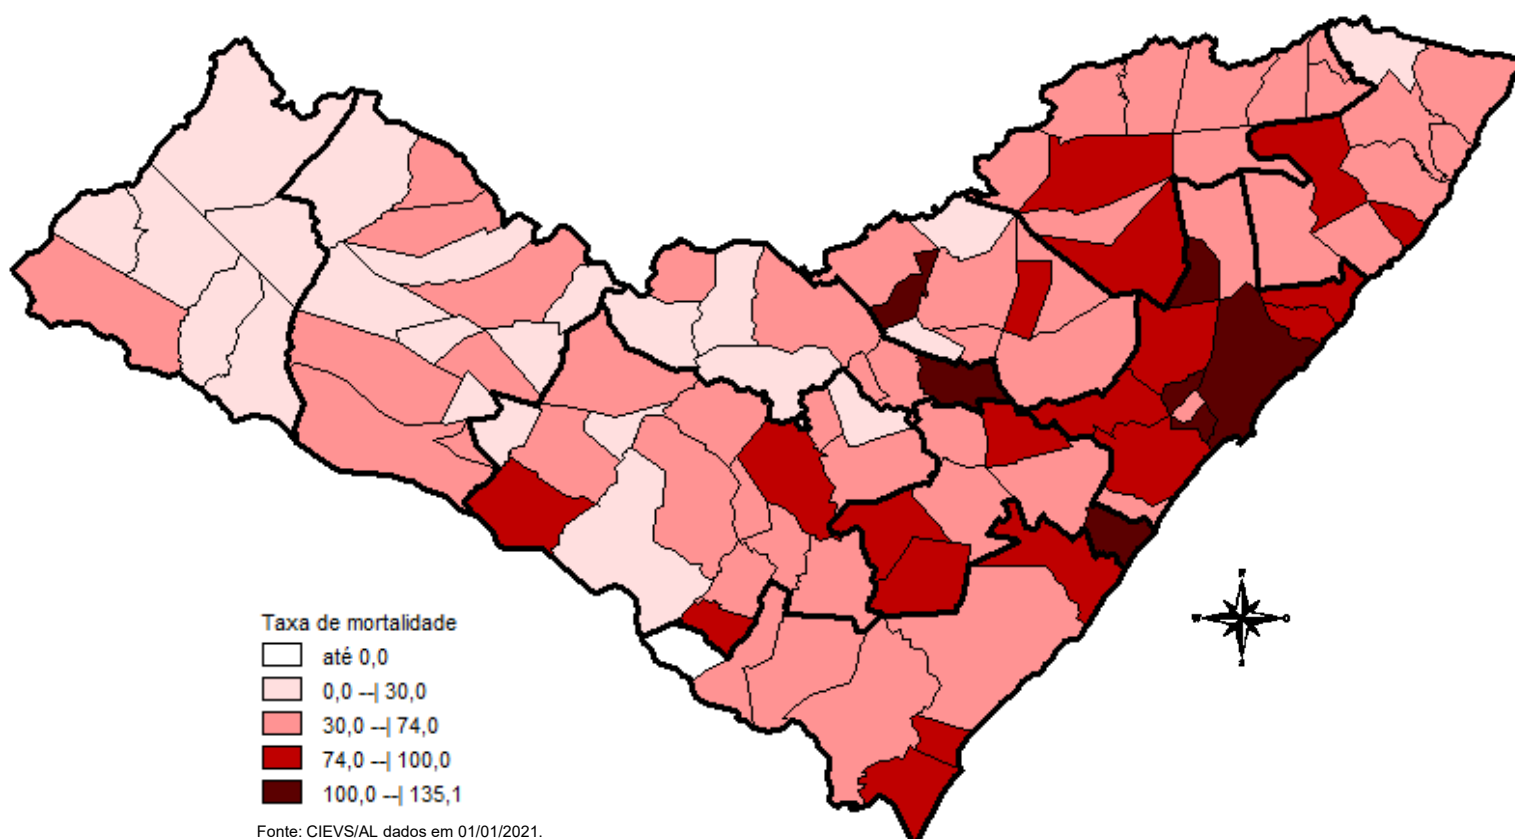 Taxa de mortalidade
até 0,0
0,0 --| 30,0
30,0 --| 74,0
74,0 --| 100,0
100,0 --| 135,1
Fonte: CIEVS/AL dados em 01/01/2021.